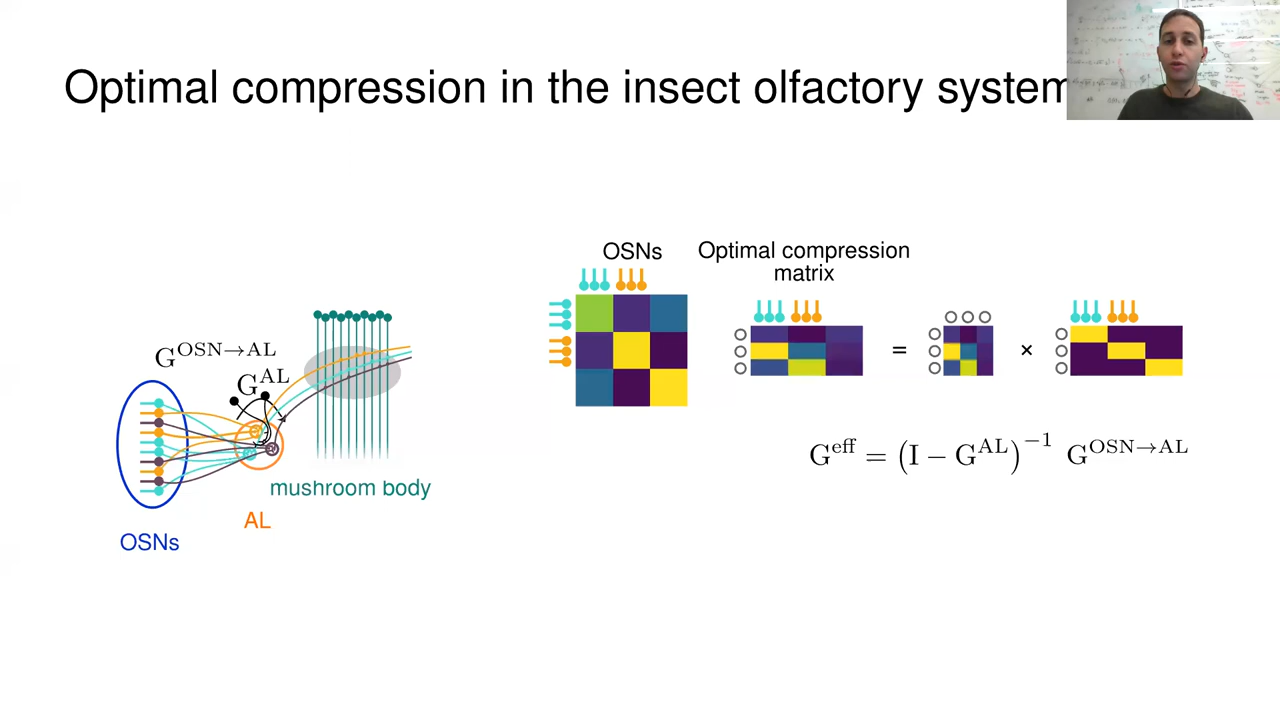 Optimal compression in the insect olfactory system
OSNs
Optimal compression
matrix
G^OSN→AL
G^AL
=
×
G^eff = (I − G^AL)^−1 G^OSN→AL
mushroom body
AL
OSNs